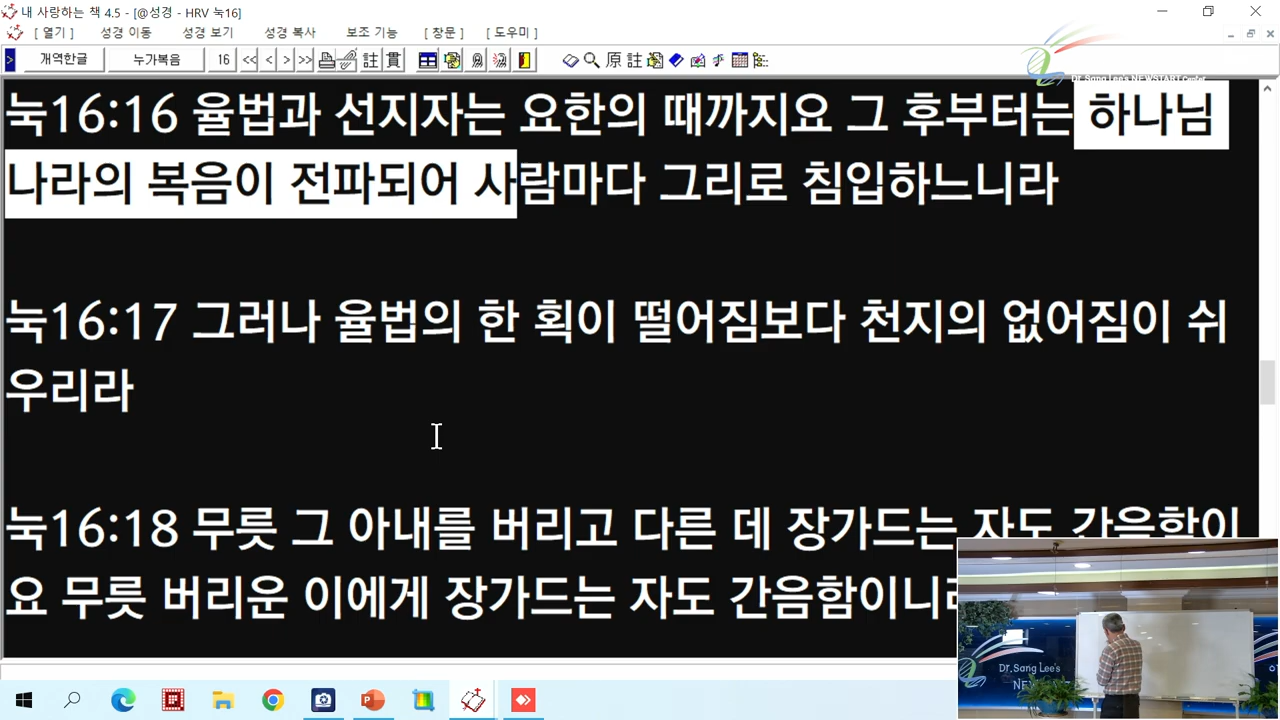 내 사랑하는 책 4.5 - [@성경 - HRV 눅16]
[ 열기 ] 성경 이동 성경 보기 성경 복사 보조 기능 [ 창문 ] [ 도우미 ]
> 개역한글 누가복음 16 << < > >> 註 貫 原 註
Dr.Sang Lee's NEWSTART Center
눅16:16 율법과 선지자는 요한의 때까지요 그 후부터는 하나님
나라의 복음이 전파되어 사람마다 그리로 침입하느니라
눅16:17 그러나 율법의 한 획이 떨어짐보다 천지의 없어짐이 쉬
우리라
눅16:18 무릇 그 아내를 버리고 다른 데 장가드는 자도 간음함이
요 무릇 버리운 이에게 장가드는 자도 간음함이니라
Dr.Sang Lee's